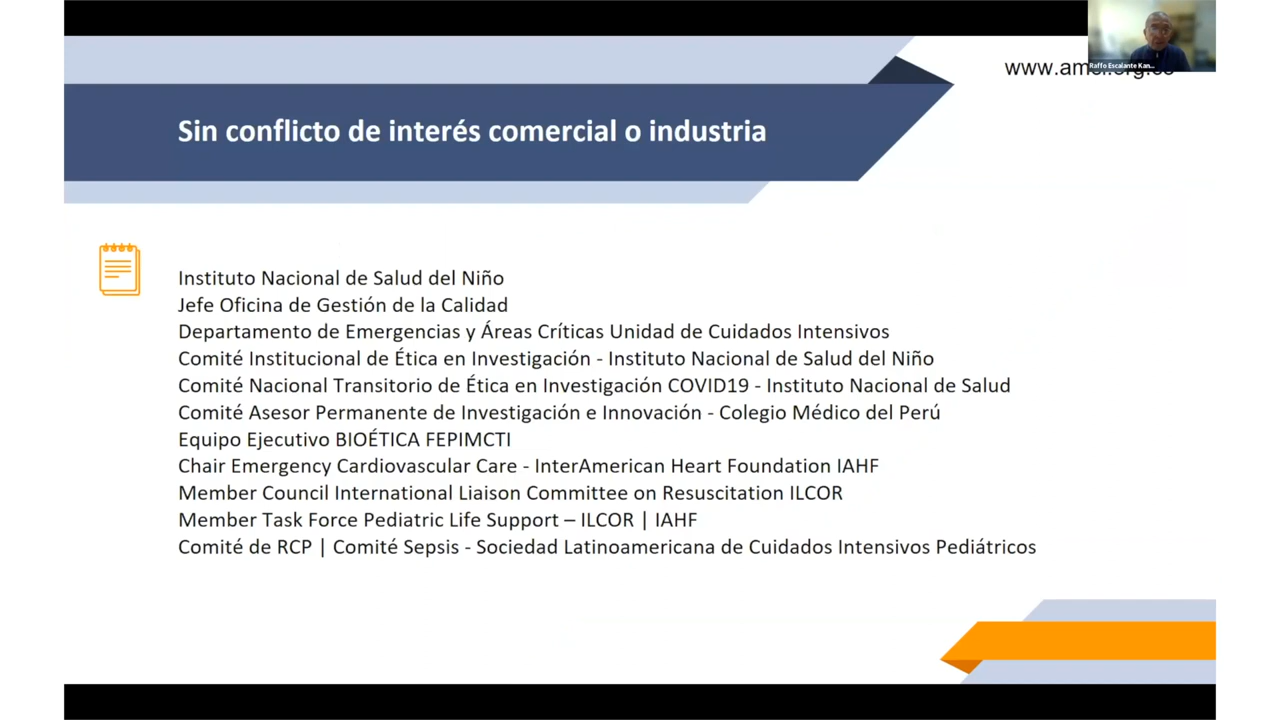 www.am
Raffo Escalante Kan...
Sin conflicto de interés comercial o industria
Instituto Nacional de Salud del Niño
Jefe Oficina de Gestión de la Calidad
Departamento de Emergencias y Áreas Críticas Unidad de Cuidados Intensivos
Comité Institucional de Ética en Investigación - Instituto Nacional de Salud del Niño
Comité Nacional Transitorio de Ética en Investigación COVID19 - Instituto Nacional de Salud
Comité Asesor Permanente de Investigación e Innovación - Colegio Médico del Perú
Equipo Ejecutivo BIOÉTICA FEPIMCTI
Chair Emergency Cardiovascular Care - InterAmerican Heart Foundation IAHF
Member Council International Liaison Committee on Resuscitation ILCOR
Member Task Force Pediatric Life Support – ILCOR | IAHF
Comité de RCP | Comité Sepsis - Sociedad Latinoamericana de Cuidados Intensivos Pediátricos